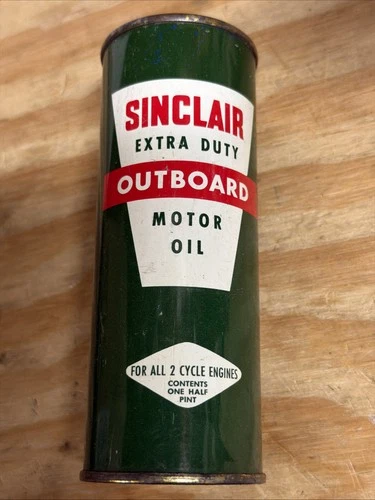 SINCLAIR
EXTRA DUTY
OUTBOARD
MOTOR
OIL
FOR ALL 2 CYCLE ENGINES
CONTENTS
ONE HALF
PINT